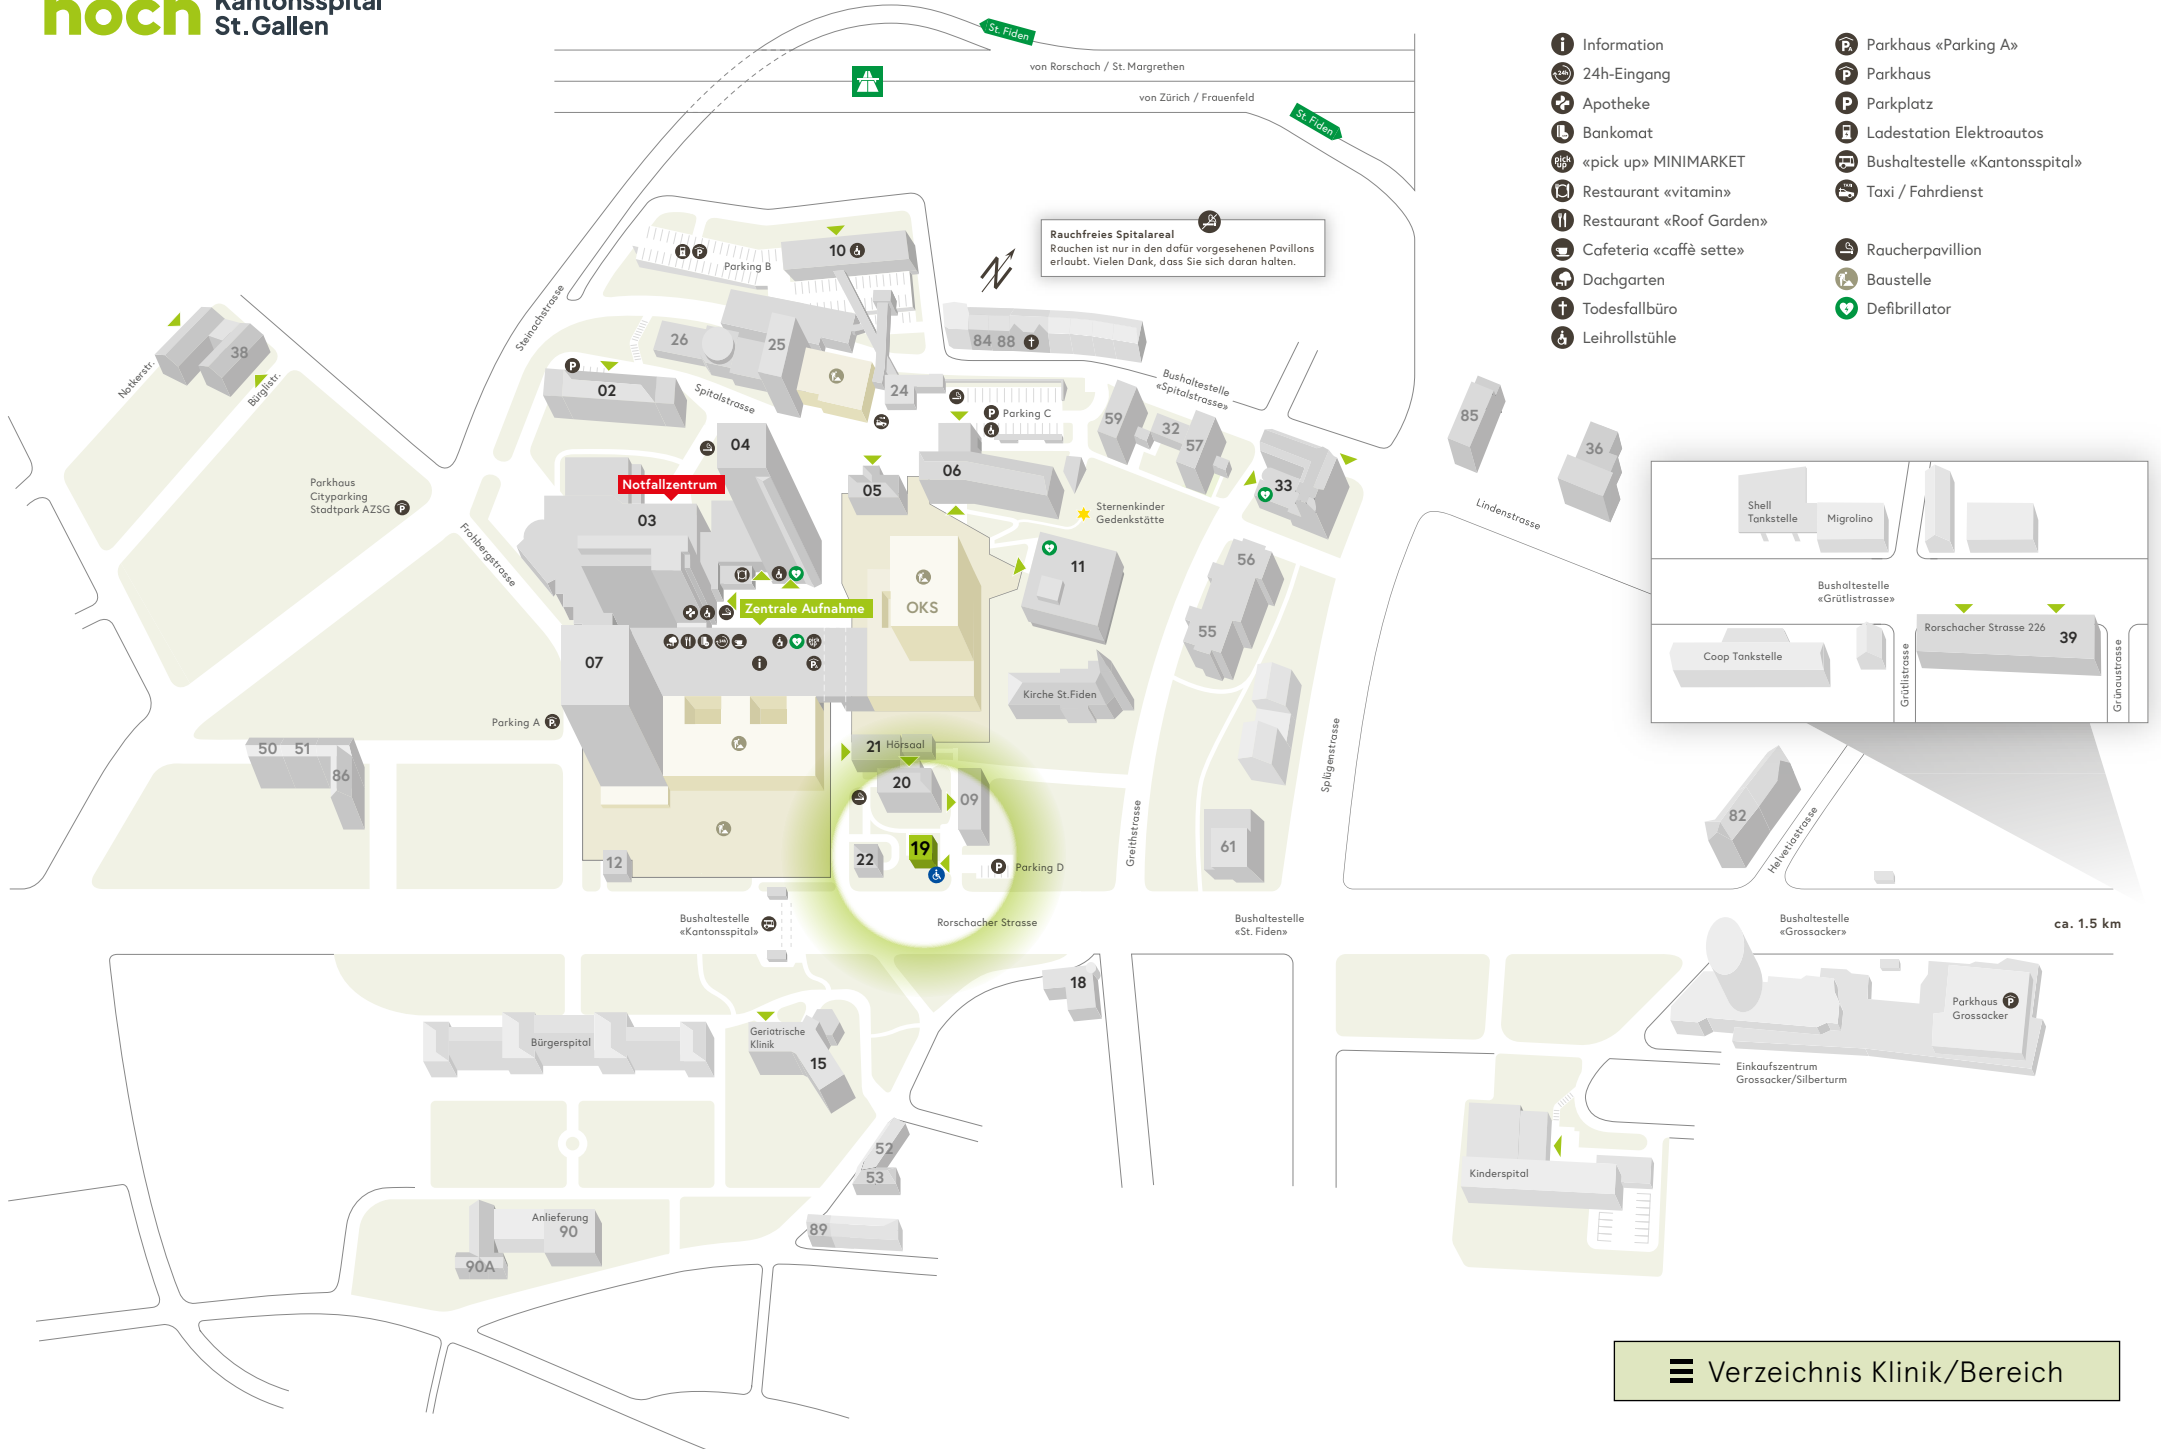 noch Kantonsspital
St.Gallen
St. Fiden
von Rorschach / St. Margrethen
von Zürich / Frauenfeld
St. Fiden
Information
24h-Eingang
Apotheke
Bankomat
«pick up» MINIMARKET
Restaurant «vitamin»
Restaurant «Roof Garden»
Cafeteria «caffè sette»
Dachgarten
Todesfallbüro
Leihrollstühle
Parkhaus «Parking A»
Parkhaus
Parkplatz
Ladestation Elektroautos
Bushaltestelle «Kantonsspital»
Taxi / Fahrdienst
Raucherpavillion
Baustelle
Defibrillator
Rauchfreies Spitalareal
Rauchen ist nur in den dafür vorgesehenen Pavillons
erlaubt. Vielen Dank, dass Sie sich daran halten.
N
10
Parking B
Steinachstrasse
Notkerstr.
38
Bürglistr.
26
25
84 88
02
Spitalstrasse
24
Bushaltestelle
«Spitalstrasse»
Parking C
59
32
57
85
36
04
06
05
33
Notfallzentrum
03
Parkhaus
Cityparking
Stadtpark AZSG
Frohbergstrasse
Sternenkinder
Gedenkstätte
Lindenstrasse
11
56
55
OKS
Zentrale Aufnahme
07
Kirche St.Fiden
Parking A
50 51
86
21 Hörsaal
20
09
19
22
12
Parking D
Greithstrasse
Splügenstrasse
61
82
Helvetiastrasse
Shell
Tankstelle
Migrolino
Bushaltestelle
«Grütlistrasse»
Rorschacher Strasse 226
39
Coop Tankstelle
Grütlistrasse
Grünaustrasse
Bushaltestelle
«Kantonsspital»
Rorschacher Strasse
Bushaltestelle
«St. Fiden»
Bushaltestelle
«Grossacker»
ca. 1.5 km
18
Parkhaus
Grossacker
Bürgerspital
Geriatrische
Klinik
15
Einkaufszentrum
Grossacker/Silberturm
52
53
89
Kinderspital
Anlieferung
90
90A
Verzeichnis Klinik/Bereich